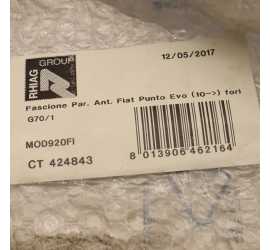 RHIAG
GROUP
12/05/2017
Fascione Par. Ant. Fiat Punto Evo (10->) fori
G70/1
MOD920FI
CT 424843
8 013906 462164